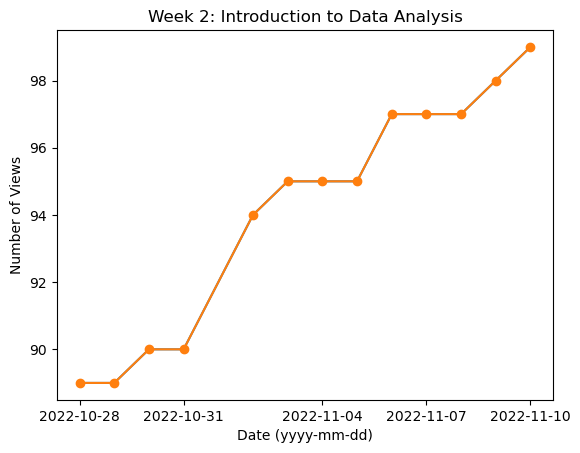 Week 2: Introduction to Data Analysis
Number of Views
98
96
94
92
90
2022-10-28 2022-10-31 2022-11-04 2022-11-07 2022-11-10
Date (yyyy-mm-dd)